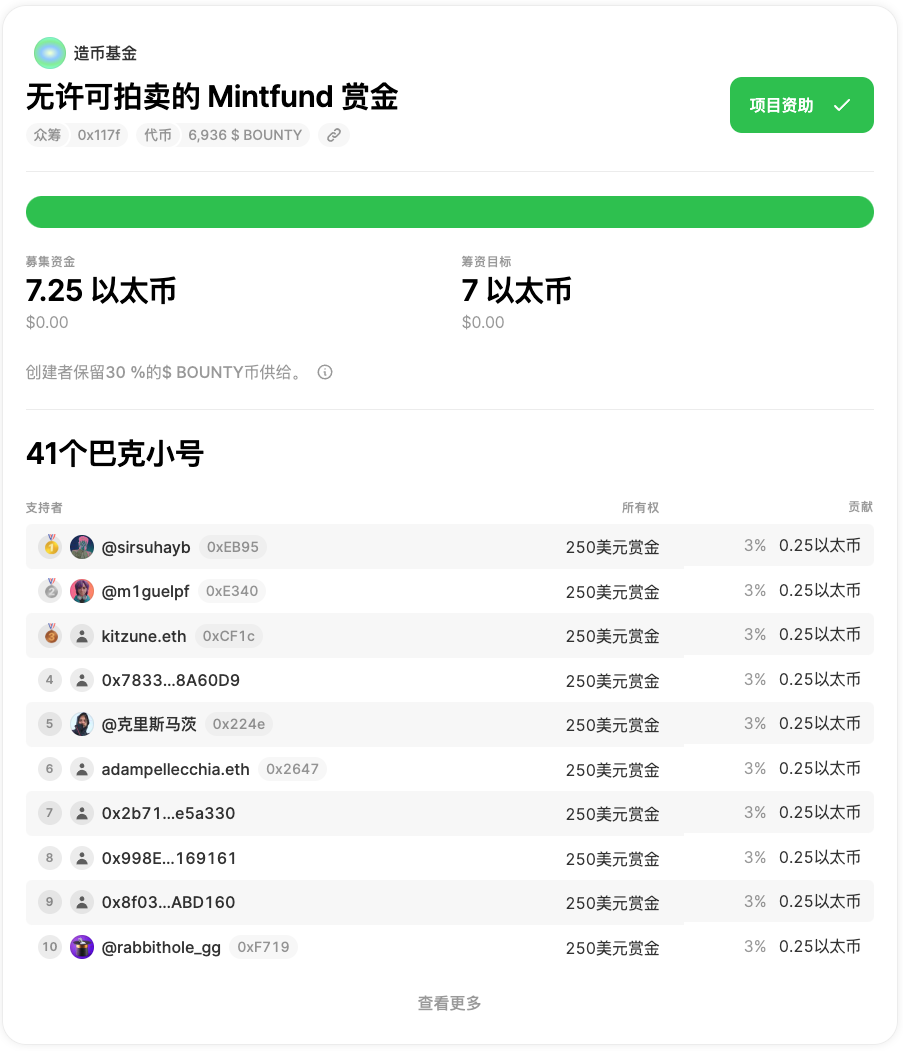 造币基金
无许可拍卖的 Mintfund 赏金
众筹 0x117f 代币 6,936 $ BOUNTY
项目资助
募集资金
7.25 以太币
$0.00
筹资目标
7 以太币
$0.00
创建者保留30 %的$ BOUNTY币供给。
41个巴克小号
支持者 所有权 贡献
1 @sirsuhayb 0xEB95 250美元赏金 3% 0.25以太币
2 @m1guelpf 0xE340 250美元赏金 3% 0.25以太币
3 kitzune.eth 0xCF1c 250美元赏金 3% 0.25以太币
4 0x7833...8A60D9 250美元赏金 3% 0.25以太币
5 @克里斯马茨 0x224e 250美元赏金 3% 0.25以太币
6 adampellecchia.eth 0x2647 250美元赏金 3% 0.25以太币
7 0x2b71...e5a330 250美元赏金 3% 0.25以太币
8 0x998E...169161 250美元赏金 3% 0.25以太币
9 0x8f03...ABD160 250美元赏金 3% 0.25以太币
10 @rabbithole_gg 0xF719 250美元赏金 3% 0.25以太币
查看更多